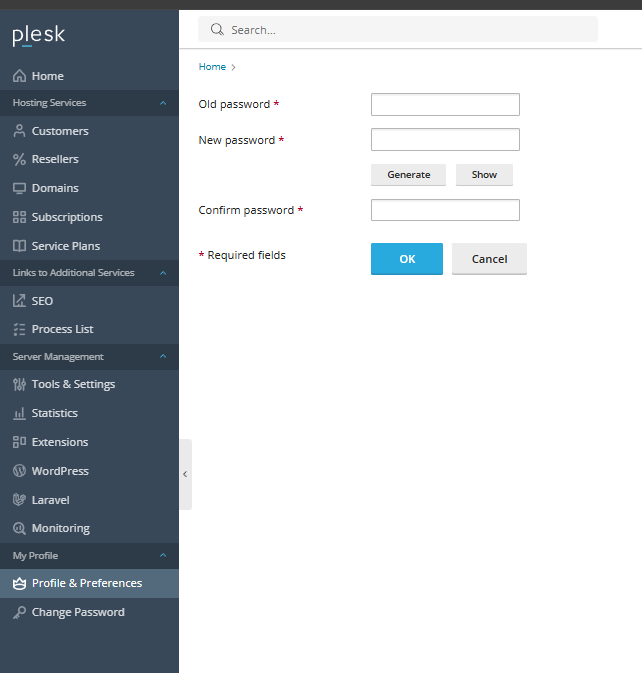 plesk
Search...
Home
Hosting Services
Customers
Resellers
Domains
Subscriptions
Service Plans
Links to Additional Services
SEO
Process List
Server Management
Tools & Settings
Statistics
Extensions
WordPress
Laravel
Monitoring
My Profile
Profile & Preferences
Change Password
Home >
Old password *
New password *
Generate Show
Confirm password *
* Required fields OK Cancel